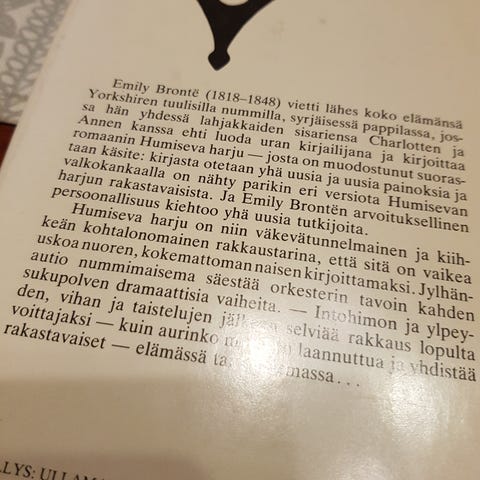 Emily Brontë (1818–1848) vietti lähes koko elämänsä
Yorkshiren tuulisilla nummilla, syrjäisessä pappilassa, jos-
sa hän yhdessä lahjakkaiden sisariensa Charlotten ja
Annen kanssa ehti luoda uran kirjailijana ja kirjoittaa
romaanin Humiseva harju — josta on muodostunut suoras-
taan käsite: kirjasta otetaan yhä uusia ja uusia painoksia ja
valkokankaalla on nähty parikin eri versiota Humisevan
harjun rakastavaisista. Ja Emily Brontën arvoituksellinen
persoonallisuus kiehtoo yhä uusia tutkijoita.
Humiseva harju on niin väkevätunnelmainen ja kiih-
keän kohtalonomainen rakkaustarina, että sitä on vaikea
uskoa nuoren, kokemattoman naisen kirjoittamaksi. Jylhän-
autio nummimaisema säestää orkesterin tavoin kahden
sukupolven dramaattisia vaiheita. — Intohimon ja ylpey-
den, vihan ja taistelujen selviää rakkaus lopulta
voittajaksi — kuin aurinko laannuttua ja yhdistää
rakastavaiset — elämässä